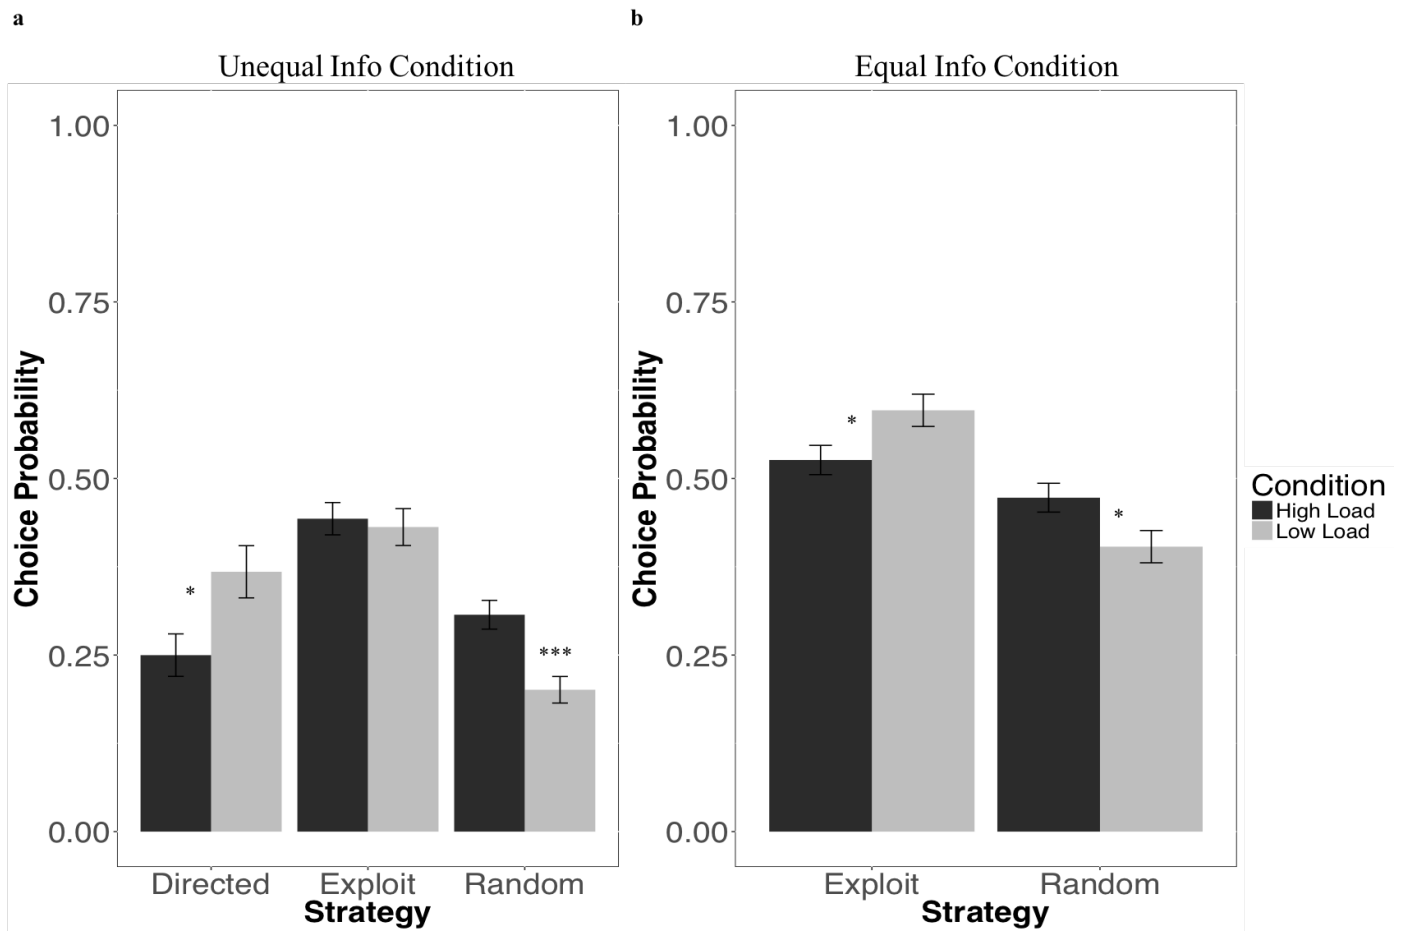 a
Unequal Info Condition
1.00
0.75
0.50
0.25
0.00
Choice Probability
*
***
Directed Exploit Random
Strategy
b
Equal Info Condition
1.00
0.75
0.50
0.25
0.00
Choice Probability
*
*
Exploit Random
Strategy
Condition
High Load
Low Load